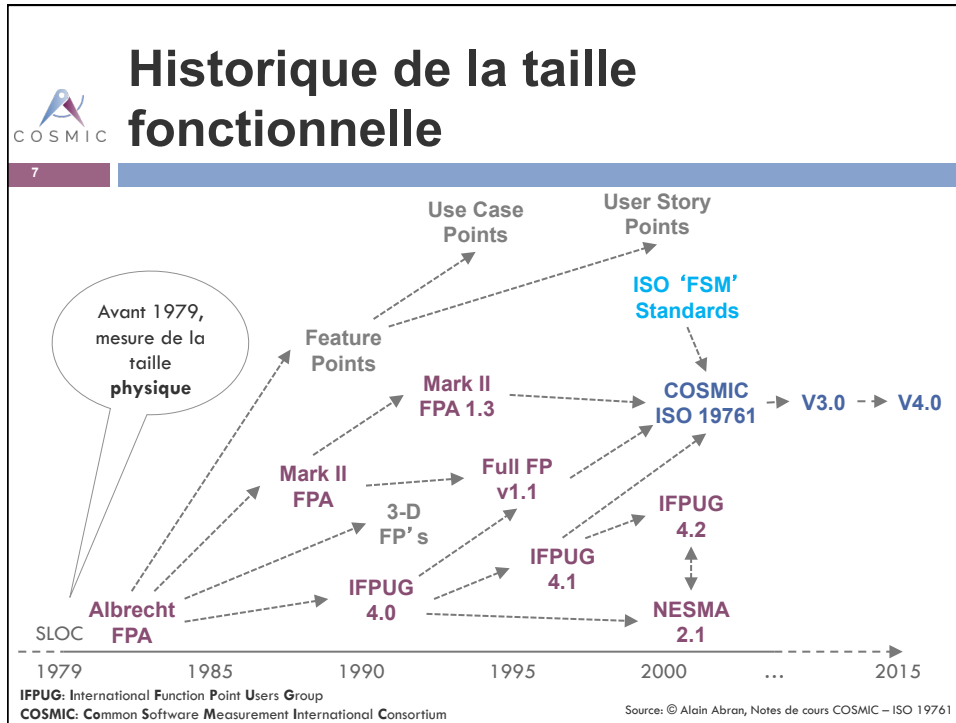 Historique de la taille
fonctionnelle
COSMIC
7
Use Case
Points
User Story
Points
Avant 1979,
mesure de la
taille
physique
ISO ‘FSM’
Standards
Feature
Points
Mark II
FPA 1.3
COSMIC
ISO 19761
V3.0
V4.0
Mark II
FPA
Full FP
v1.1
3-D
FP’s
IFPUG
4.2
IFPUG
4.1
IFPUG
4.0
Albrecht
FPA
NESMA
2.1
SLOC
1979
1985
1990
1995
2000
...
2015
IFPUG: International Function Point Users Group
COSMIC: Common Software Measurement International Consortium
Source: © Alain Abran, Notes de cours COSMIC – ISO 19761